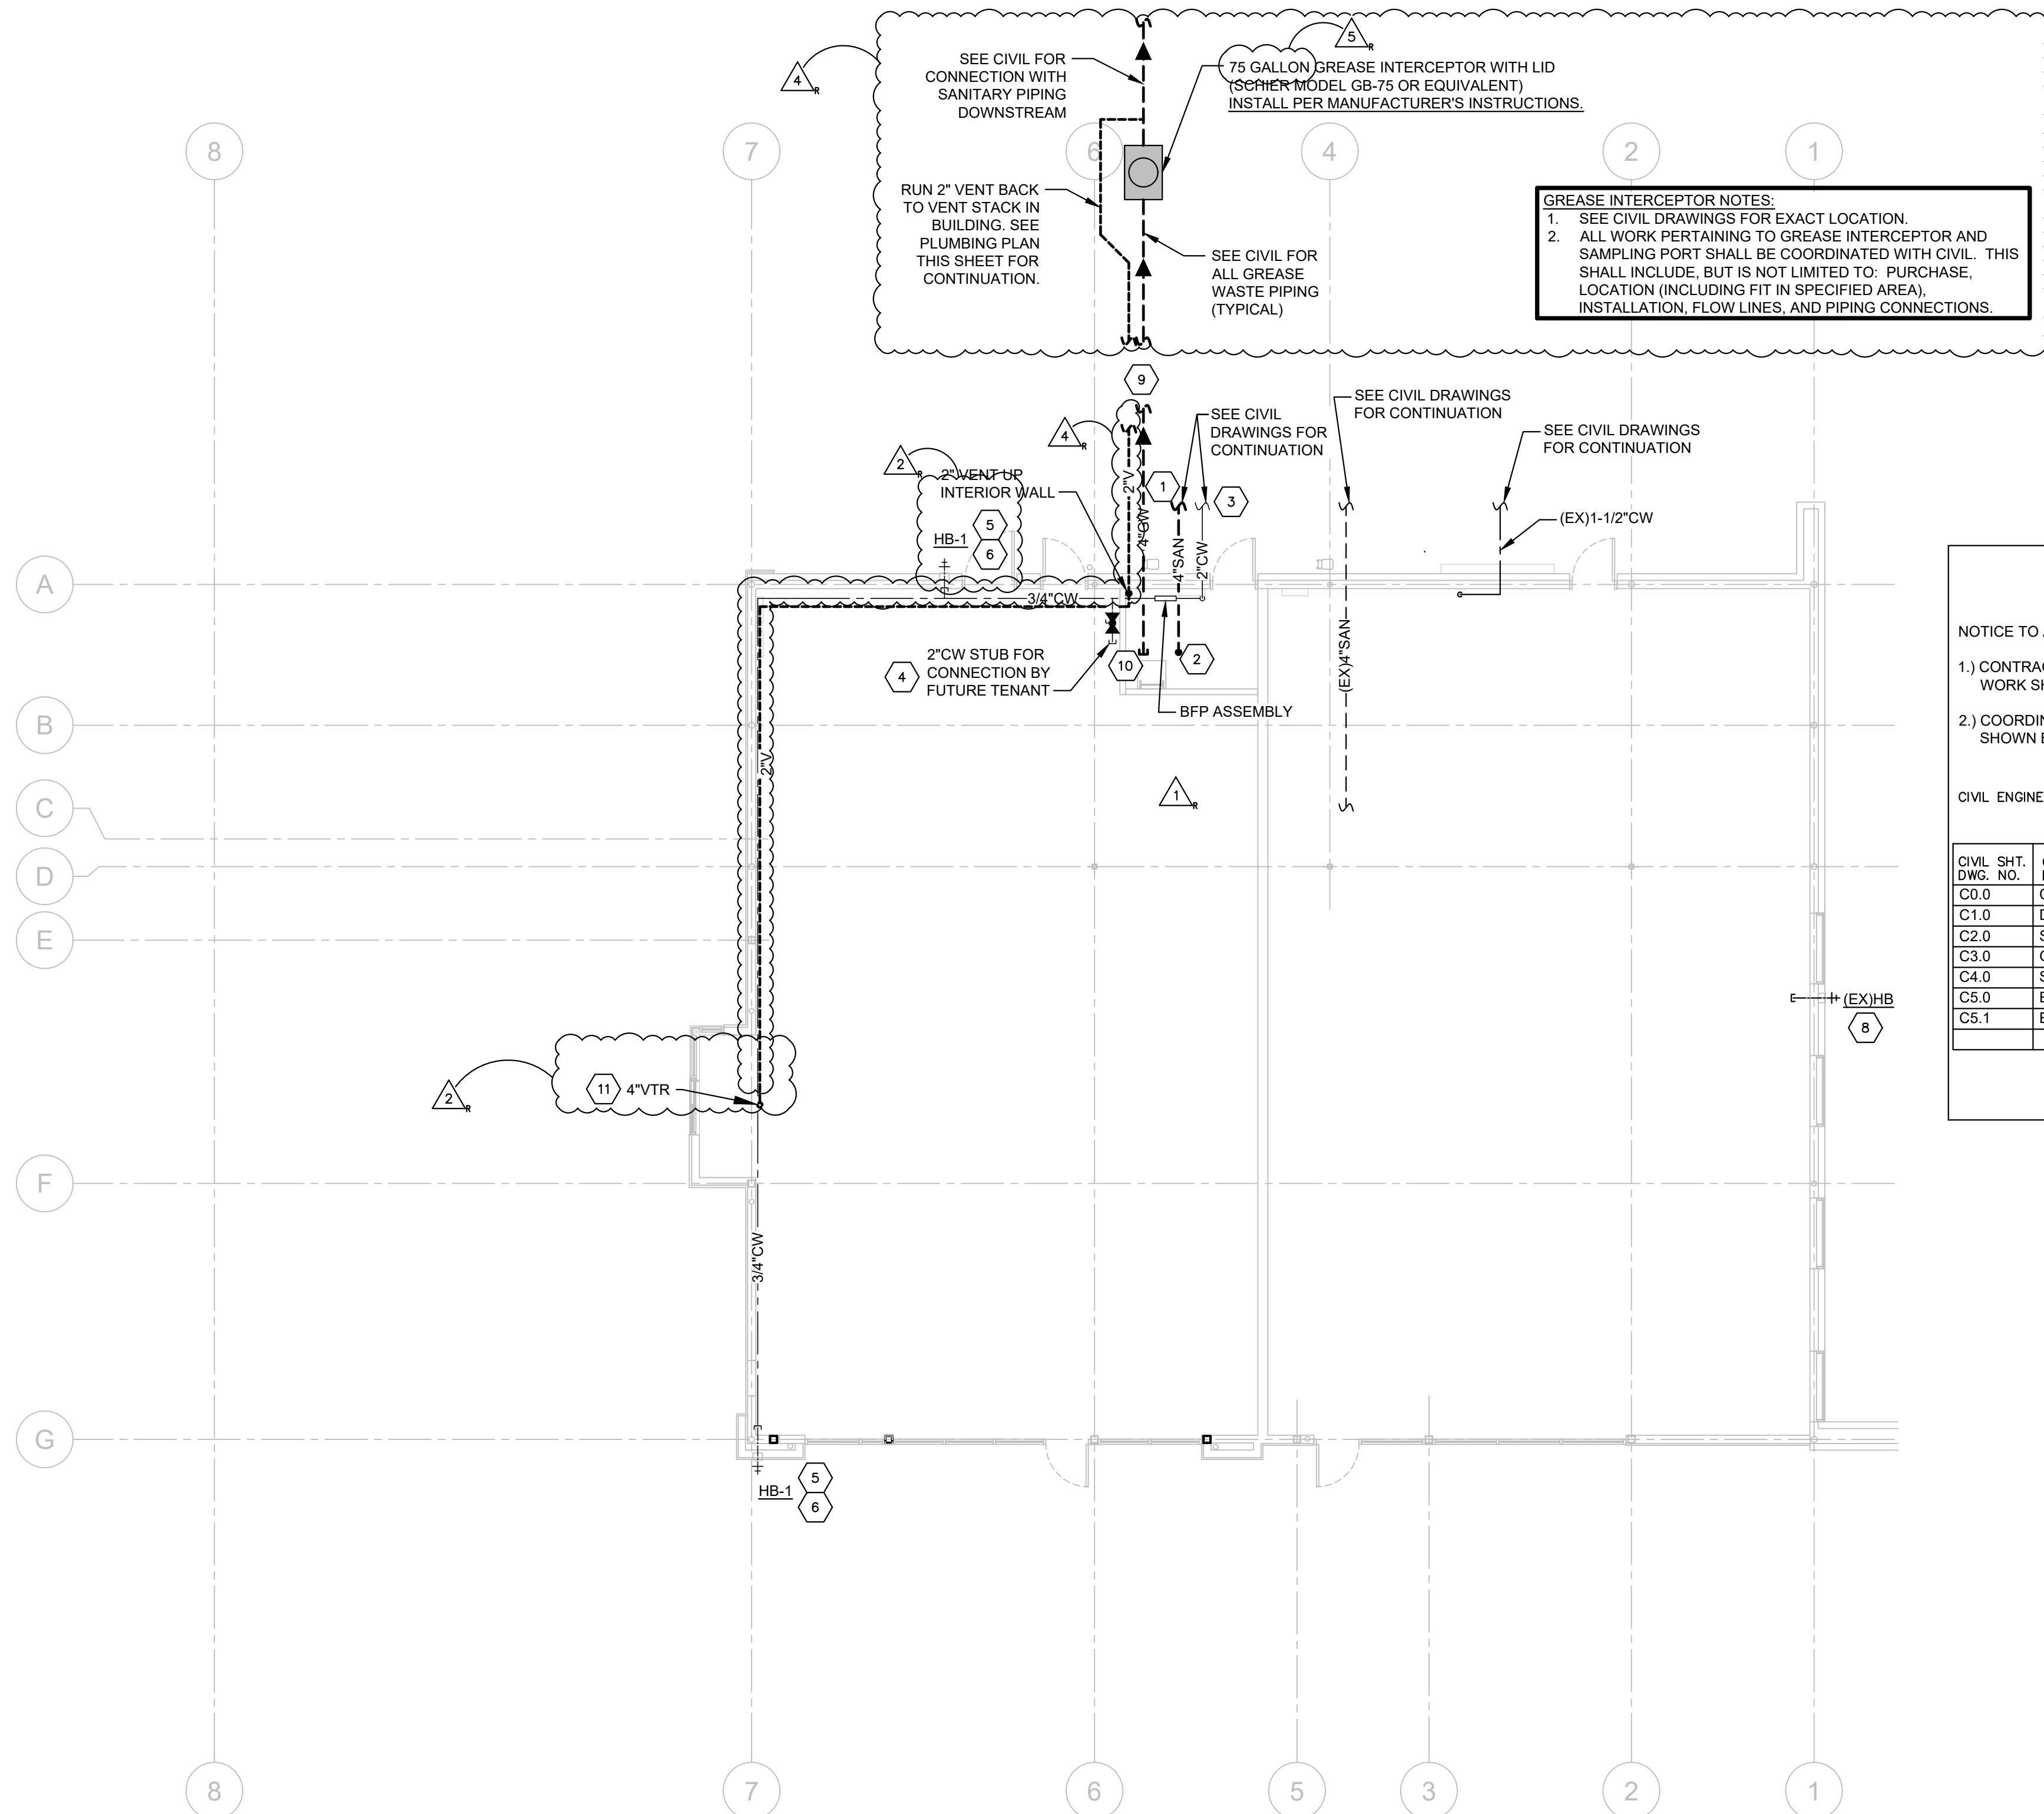 4
R
SEE CIVIL FOR
CONNECTION WITH
SANITARY PIPING
DOWNSTREAM
5
R
75 GALLON GREASE INTERCEPTOR WITH LID
(SCHIER MODEL GB-75 OR EQUIVALENT)
INSTALL PER MANUFACTURER'S INSTRUCTIONS.
8
7
6
4
2
1
RUN 2" VENT BACK
TO VENT STACK IN
BUILDING. SEE
PLUMBING PLAN
THIS SHEET FOR
CONTINUATION.
SEE CIVIL FOR
ALL GREASE
WASTE PIPING
(TYPICAL)
GREASE INTERCEPTOR NOTES:
1. SEE CIVIL DRAWINGS FOR EXACT LOCATION.
2. ALL WORK PERTAINING TO GREASE INTERCEPTOR AND
SAMPLING PORT SHALL BE COORDINATED WITH CIVIL. THIS
SHALL INCLUDE, BUT IS NOT LIMITED TO: PURCHASE,
LOCATION (INCLUDING FIT IN SPECIFIED AREA),
INSTALLATION, FLOW LINES, AND PIPING CONNECTIONS.
9
SEE CIVIL
DRAWINGS FOR
CONTINUATION
SEE CIVIL DRAWINGS
FOR CONTINUATION
SEE CIVIL DRAWINGS
FOR CONTINUATION
4
R
2
R
2" VENT UP
INTERIOR WALL
2"V
1
3
4"GW
4"SAN
2"CW
(EX)1-1/2"CW
HB-1
5
6
A
3/4"CW
2"CW STUB FOR
CONNECTION BY
FUTURE TENANT
4
10
2
(EX)4"SAN
BFP ASSEMBLY
B
2"V
1
R
C
D
E
NOTICE TO
1.) CONTRA
WORK S
2.) COORDI
SHOWN
CIVIL ENGINE
CIVIL SHT.
DWG. NO.
C0.0
C1.0
C2.0
C3.0
C4.0
C5.0
C5.1
(EX)HB
8
2
R
11
4"VTR
F
3/4"CW
G
HB-1
5
6
8
7
6
5
3
2
1